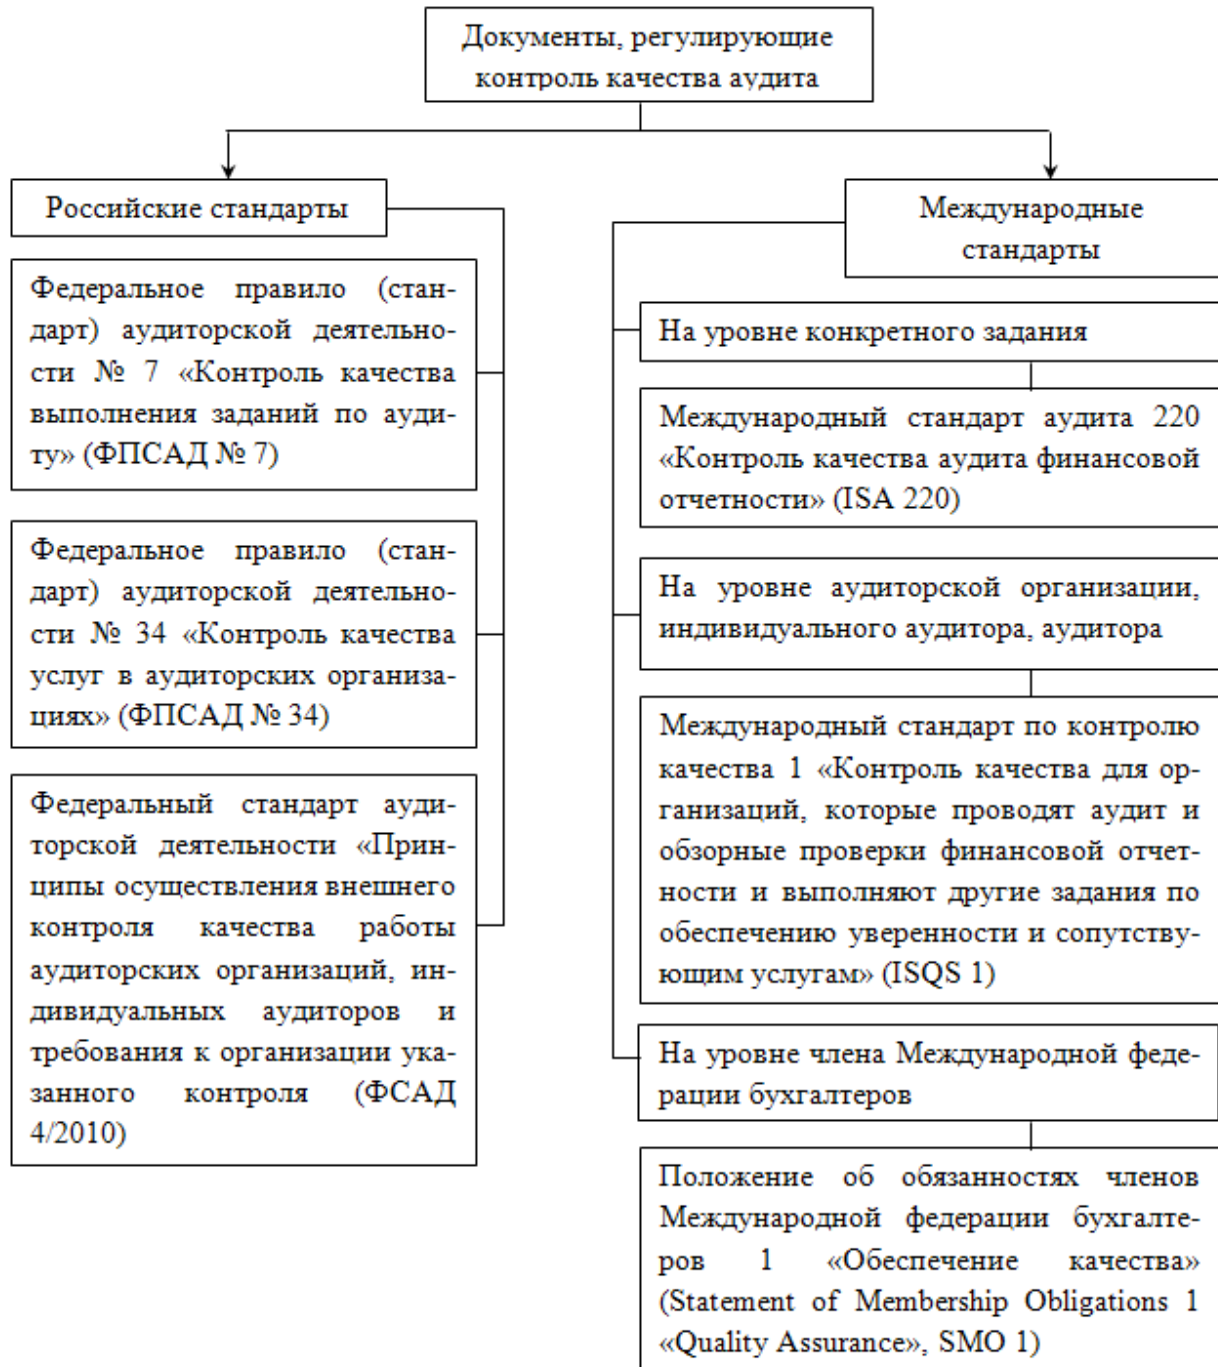 Документы, регулирующие
контроль качества аудита
Российские стандарты
Федеральное правило (стан-
дарт) аудиторской деятельно-
сти № 7 «Контроль качества
выполнения заданий по ауди-
ту» (ФПСАД № 7)
Федеральное правило (стан-
дарт) аудиторской деятельно-
сти № 34 «Контроль качества
услуг в аудиторских организа-
циях» (ФПСАД № 34)
Федеральный стандарт ауди-
торской деятельности «Прин-
ципы осуществления внешнего
контроля качества работы
аудиторских организаций, ин-
дивидуальных аудиторов и
требования к организации ука-
занного контроля (ФСАД
4/2010)
Международные
стандарты
На уровне конкретного задания
Международный стандарт аудита 220
«Контроль качества аудита финансовой
отчетности» (ISA 220)
На уровне аудиторской организации,
индивидуального аудитора, аудитора
Международный стандарт по контролю
качества 1 «Контроль качества для ор-
ганизаций, которые проводят аудит и
обзорные проверки финансовой отчет-
ности и выполняют другие задания по
обеспечению уверенности и сопутству-
ющим услугам» (ISQS 1)
На уровне члена Международной феде-
рации бухгалтеров
Положение об обязанностях членов
Международной федерации бухгалте-
ров 1 «Обеспечение качества»
(Statement of Membership Obligations 1
«Quality Assurance», SMO 1)